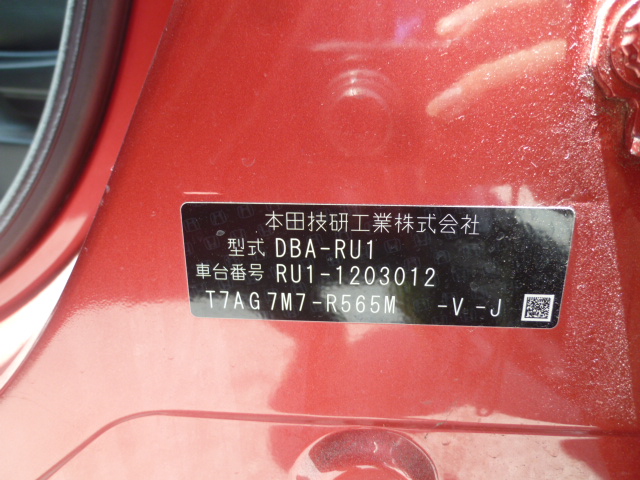 本田技研工業株式会社
型式 DBA-RU1
車台番号 RU1-1203012
T7AG7M7-R565M -V -J